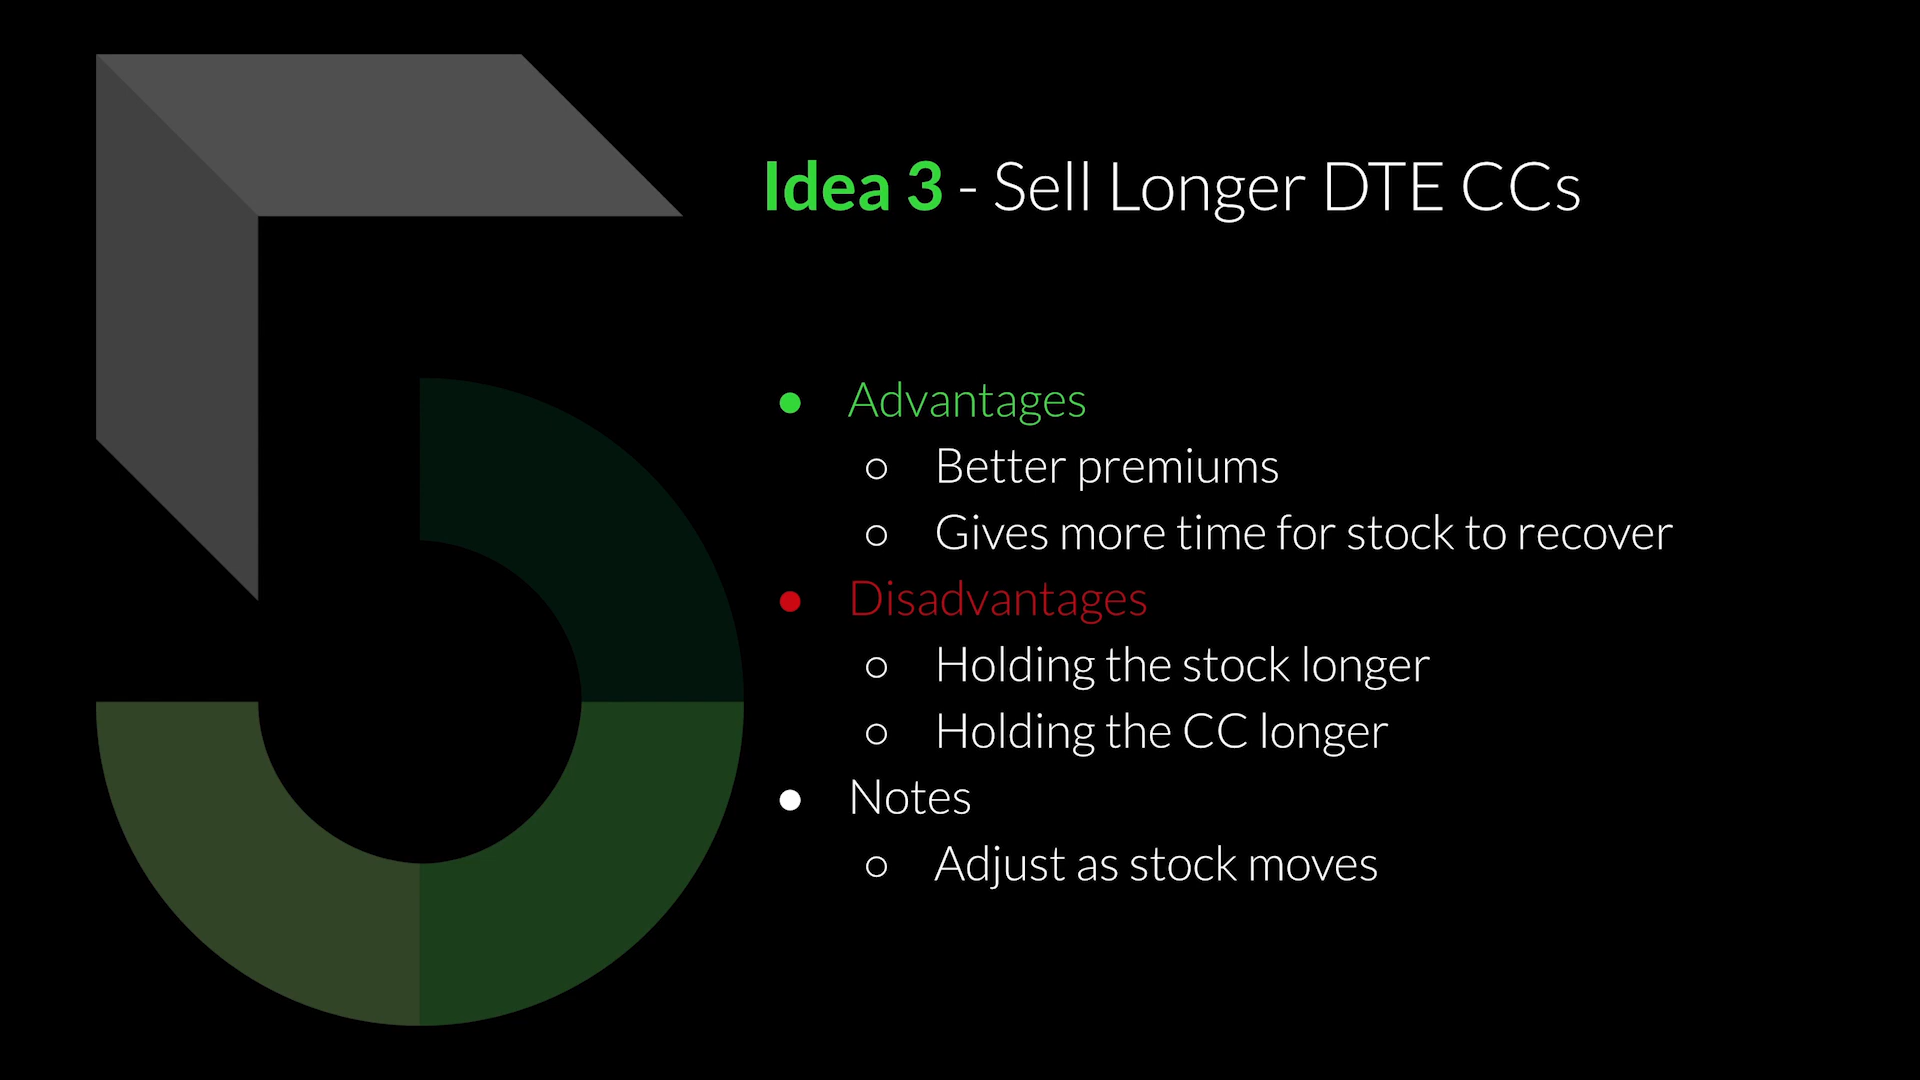 Idea 3 - Sell Longer DTE CCs
● Advantages
○ Better premiums
○ Gives more time for stock to recover
● Disadvantages
○ Holding the stock longer
○ Holding the CC longer
● Notes
○ Adjust as stock moves